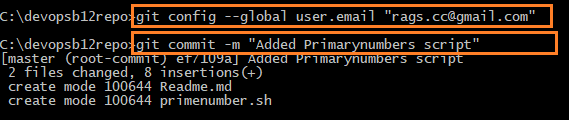 C:\devopsb12repo>git config --global user.email "rags.cc@gmail.com"
C:\devopsb12repo>git commit -m "Added Primarynumbers script"
[master (root-commit) ef7109a] Added Primarynumbers script
2 files changed, 8 insertions(+)
create mode 100644 Readme.md
create mode 100644 primenumber.sh